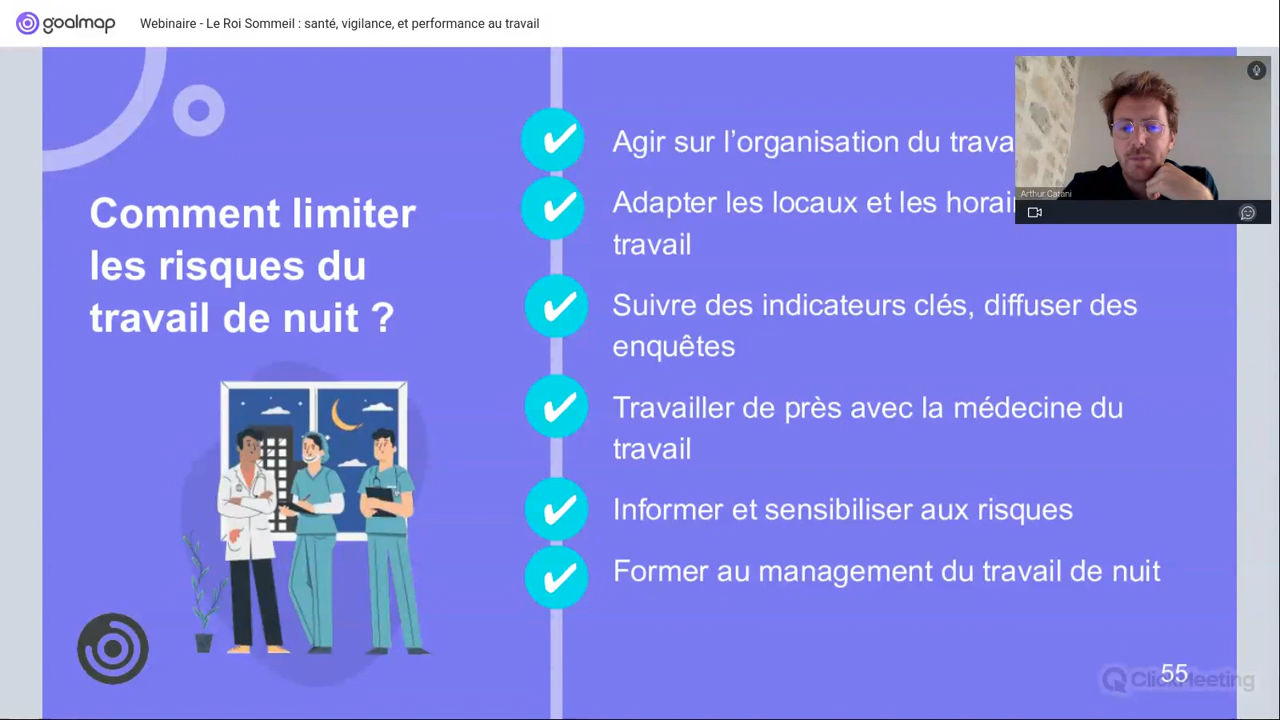 goalmap
Webinaire - Le Roi Sommeil : santé, vigilance, et performance au travail
Comment limiter
les risques du
travail de nuit ?
Agir sur l’organisation du
Adapter les locaux et les
travail
Suivre des indicateurs clés, diffuser des
enquêtes
Travailler de près avec la médecine du
travail
Informer et sensibiliser aux risques
Former au management du travail de nuit
Arthur Catani
55
ClickMeeting